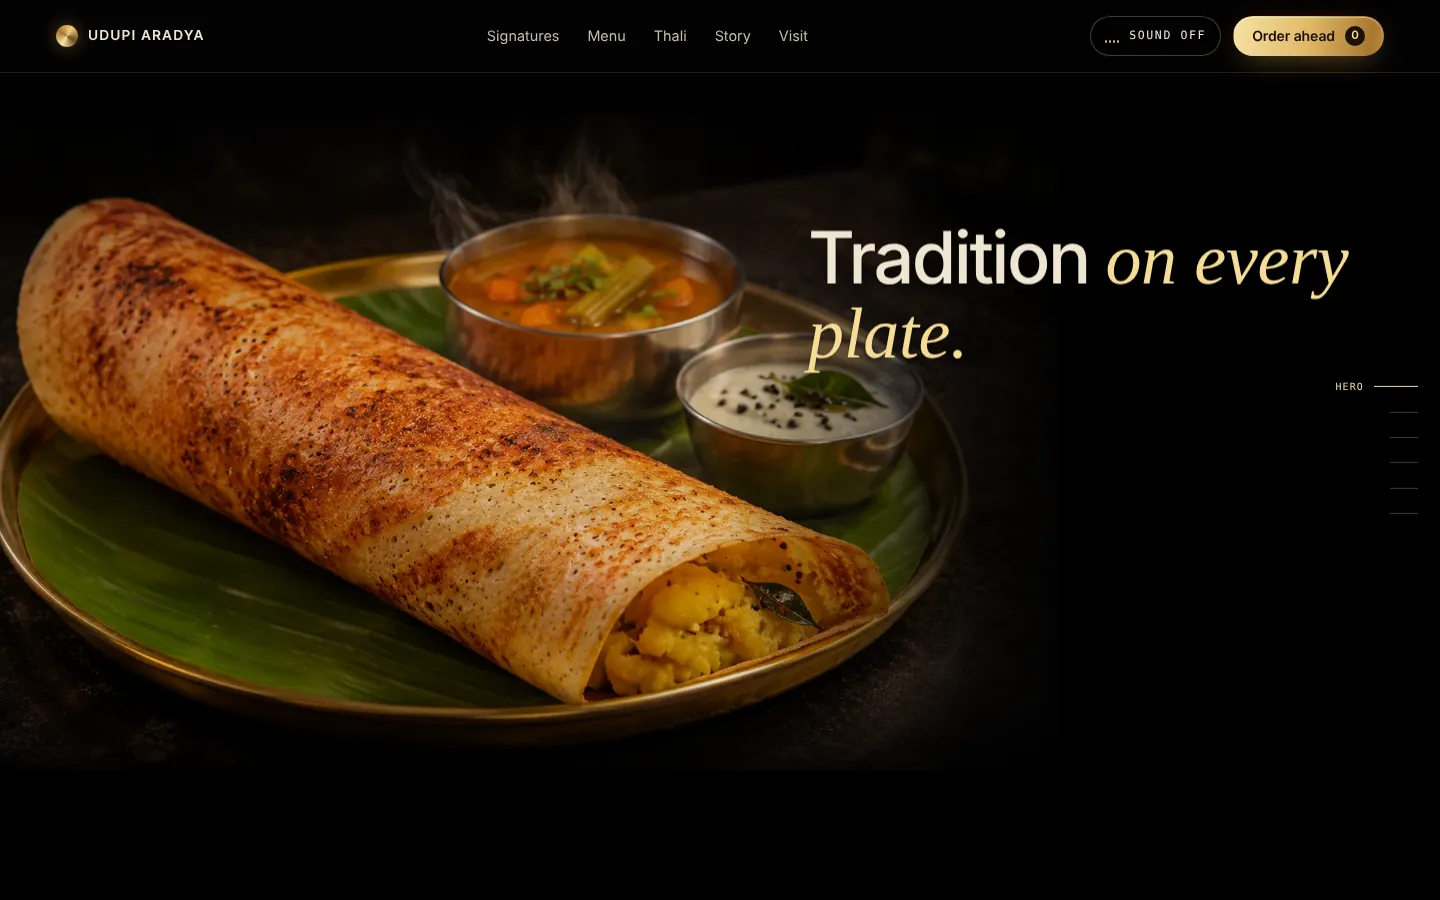 UDUPI ARADYA
Signatures
Menu
Thali
Story
Visit
SOUND OFF
Order ahead 0
Tradition on every
plate.
HERO